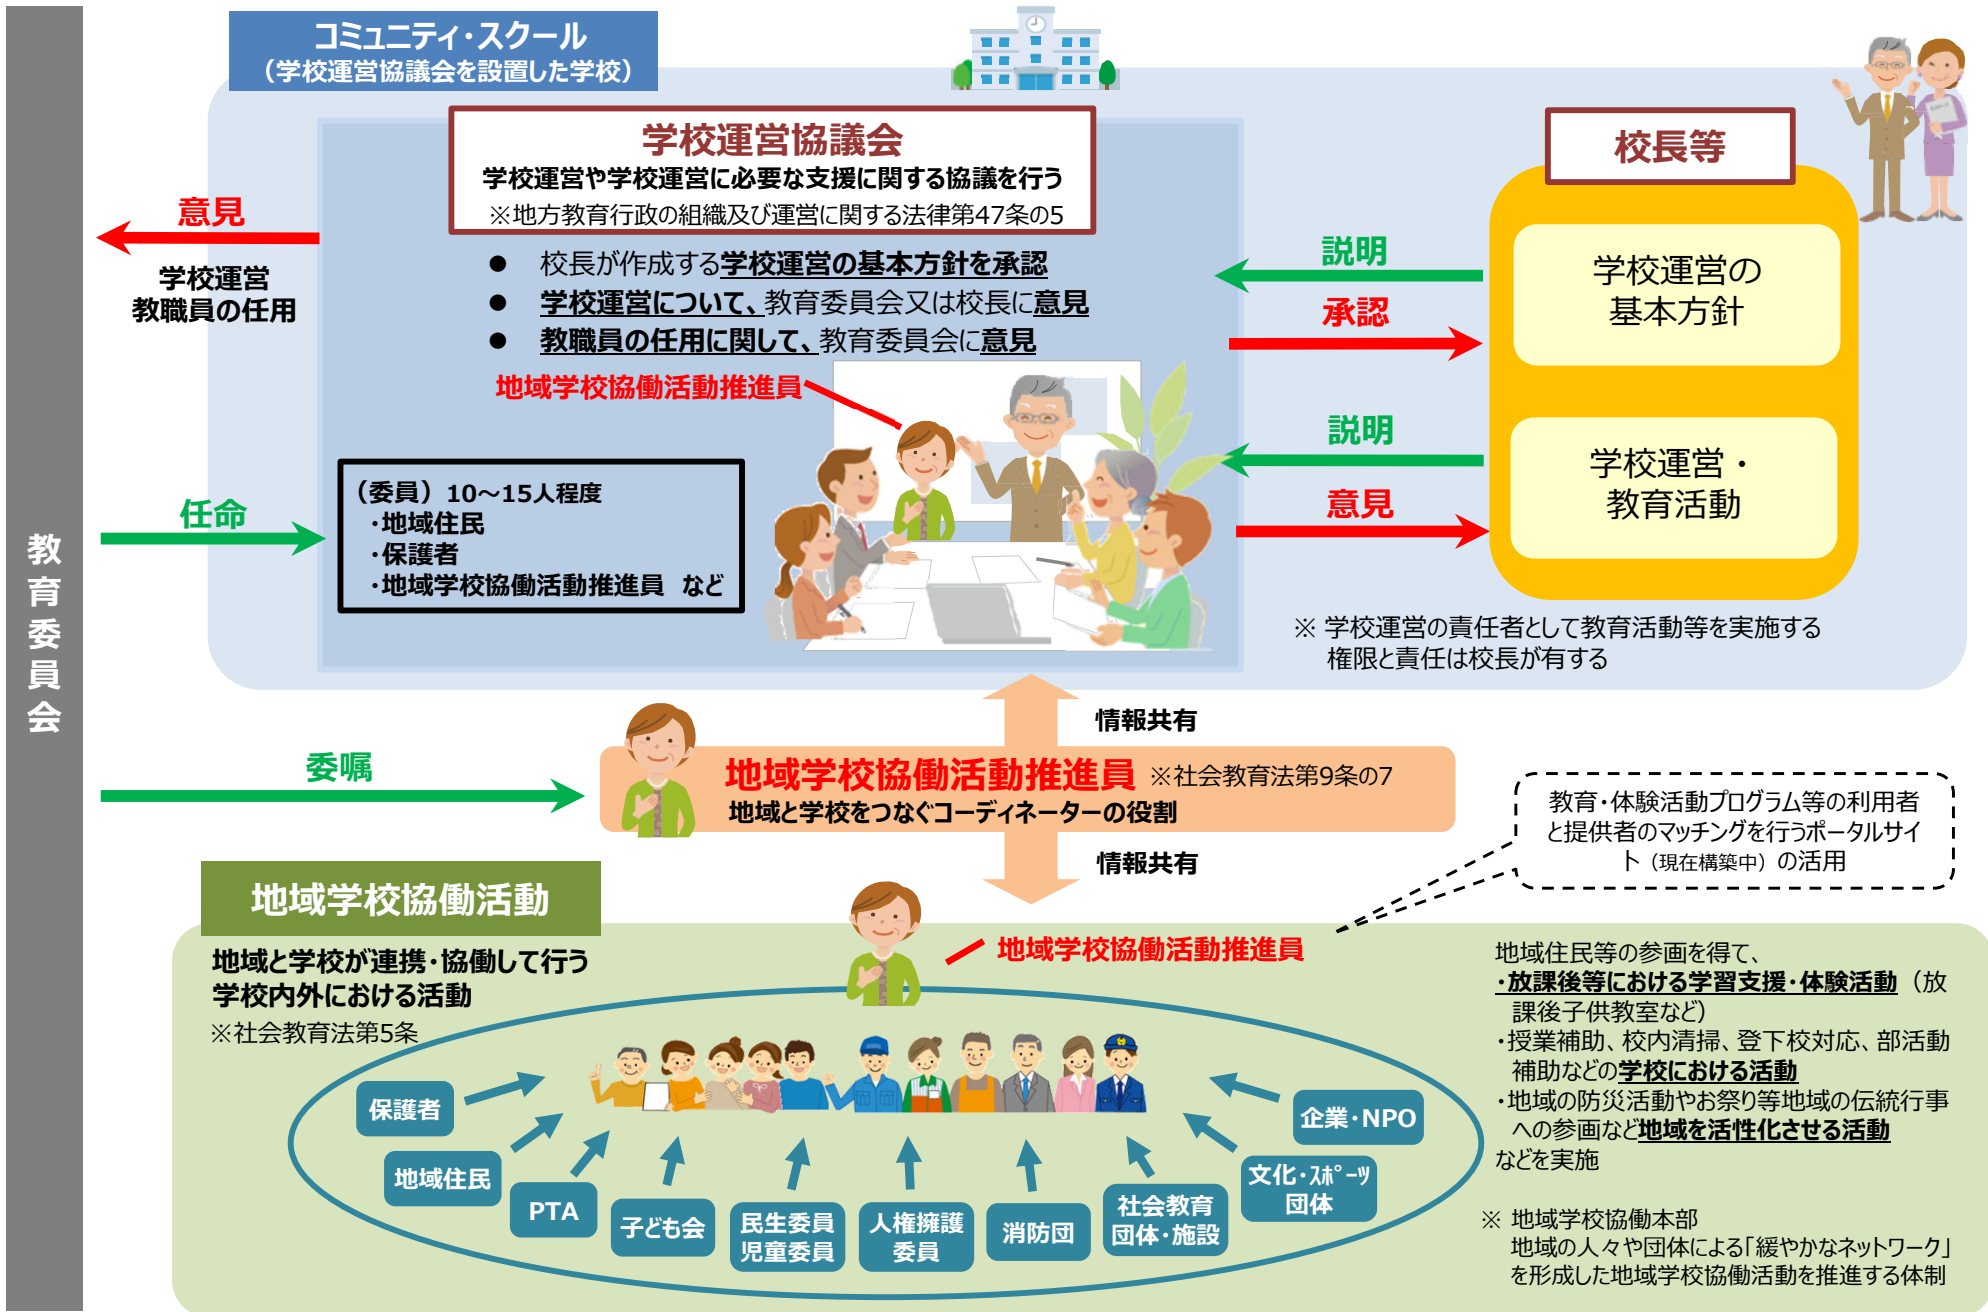 コミュニティ・スクール
（学校運営協議会を設置した学校）
学校運営協議会
学校運営や学校運営に必要な支援に関する協議を行う
※地方教育行政の組織及び運営に関する法律第47条の5
● 校長が作成する学校運営の基本方針を承認
● 学校運営について、教育委員会又は校長に意見
● 教職員の任用に関して、教育委員会に意見
地域学校協働活動推進員
（委員）10～15人程度
・地域住民
・保護者
・地域学校協働活動推進員 など
教育委員会
意見
学校運営
教職員の任用
任命
委嘱
校長等
説明
承認
学校運営の
基本方針
説明
意見
学校運営・
教育活動
※ 学校運営の責任者として教育活動等を実施する
権限と責任は校長が有する
情報共有
地域学校協働活動推進員 ※社会教育法第9条の7
地域と学校をつなぐコーディネーターの役割
情報共有
教育・体験活動プログラム等の利用者
と提供者のマッチングを行うポータルサイ
ト（現在構築中）の活用
地域学校協働活動
地域と学校が連携・協働して行う
学校内外における活動
※社会教育法第5条
地域学校協働活動推進員
保護者
地域住民
PTA
子ども会
民生委員
児童委員
人権擁護
委員
消防団
社会教育
団体・施設
文化・ｽﾎﾟｰﾂ
団体
企業・NPO
地域住民等の参画を得て、
・放課後等における学習支援・体験活動（放
課後子供教室など）
・授業補助、校内清掃、登下校対応、部活動
補助などの学校における活動
・地域の防災活動やお祭り等地域の伝統行事
への参画など地域を活性化させる活動
などを実施
※ 地域学校協働本部
地域の人々や団体による「緩やかなネットワーク」
を形成した地域学校協働活動を推進する体制